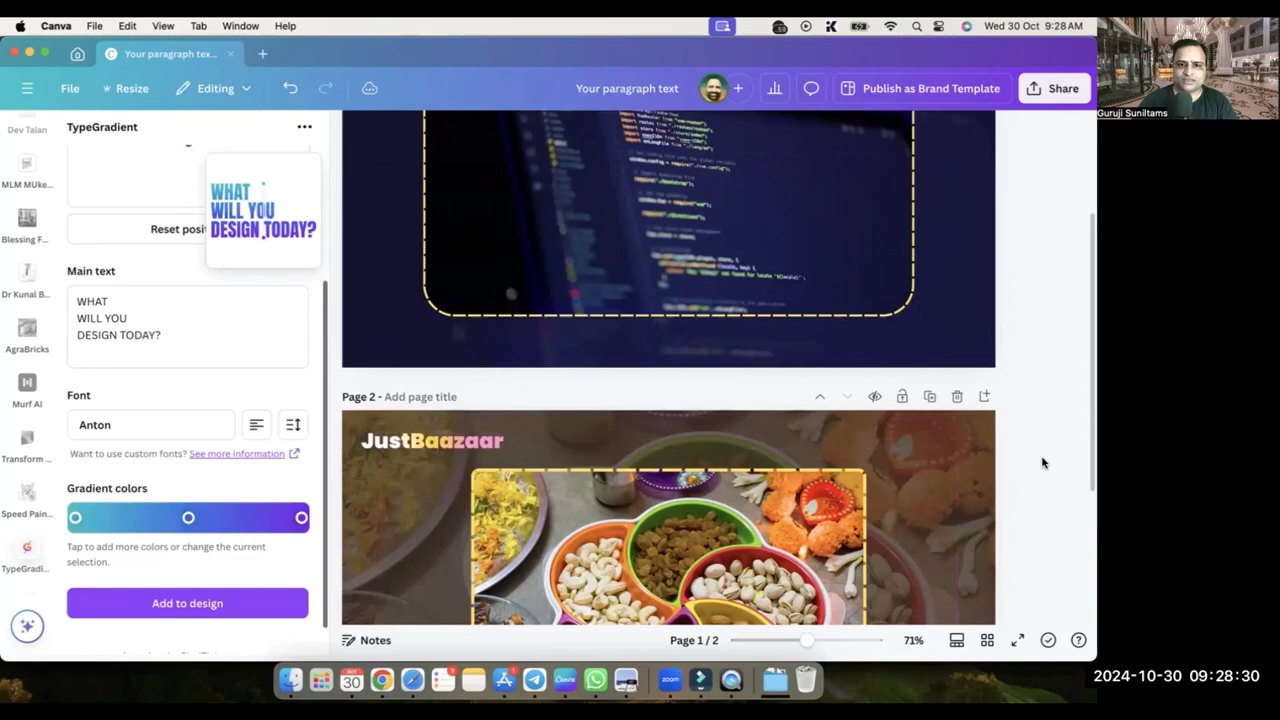 Canva File Edit View Tab Window Help
Wed 30 Oct 9:28 AM
Your paragraph tex...
File Resize Editing Your paragraph text Publish as Brand Template Share
Guruji Suniltams
Dev Talan
MLM MUke...
Blessing F...
Dr Kunal B...
AgraBricks
Murf AI
Transform ...
Speed Pain...
TypeGradi...
TypeGradient
WHAT
WILL YOU
DESIGN TODAY?
Reset posit
Main text
WHAT
WILL YOU
DESIGN TODAY?
Font
Anton
Want to use custom fonts? See more information
Gradient colors
Tap to add more colors or change the current
selection.
Add to design
Page 2 - Add page title
JustBaazaar
Notes
Page 1 / 2
71%
OCT
30
zoom
2024-10-30 09:28:30